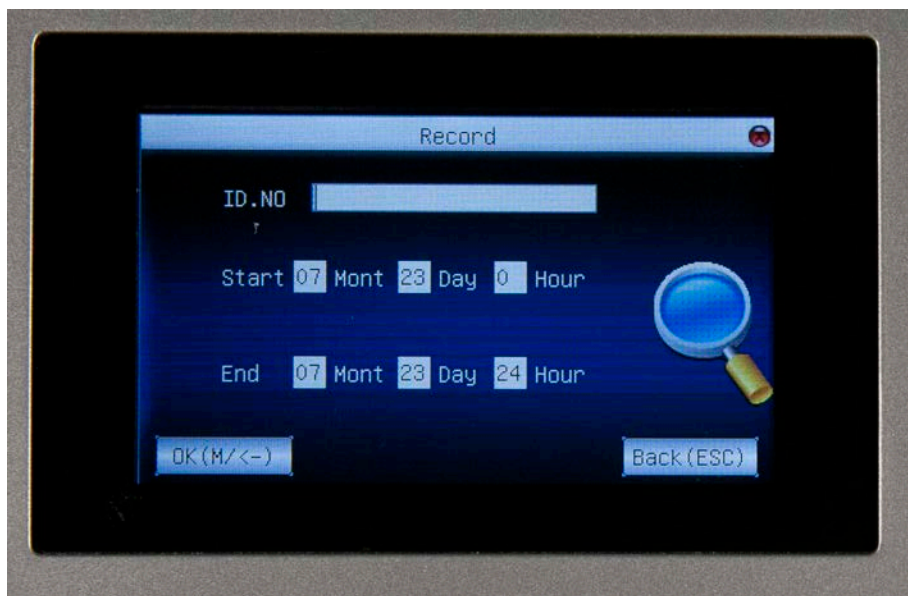 Record
ID.NO
Start 07 Mont 23 Day 0 Hour
End 07 Mont 23 Day 24 Hour
OK(M/<-) Back(ESC)